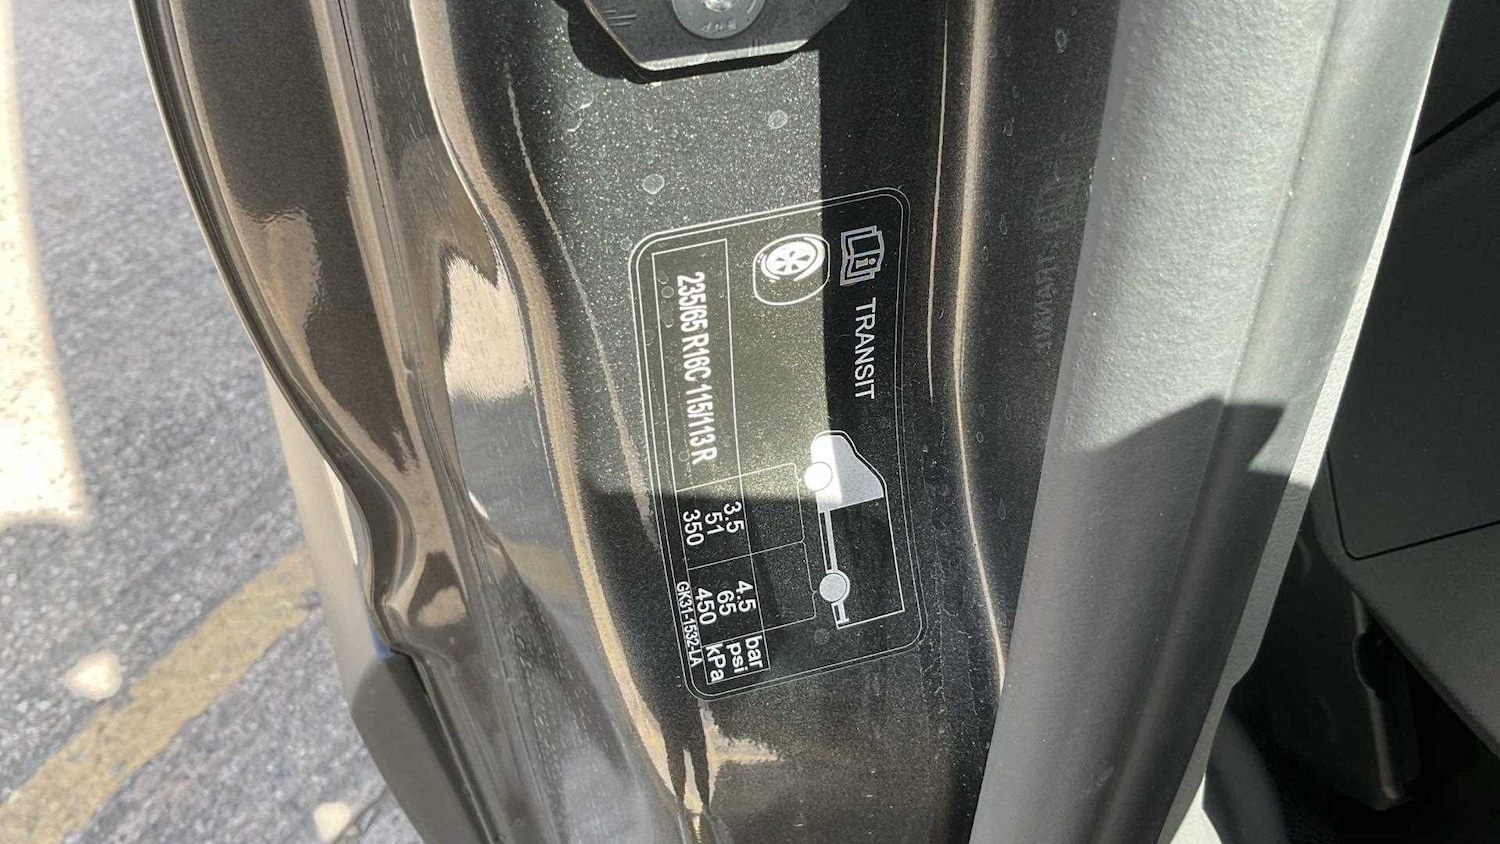 TRANSIT
235/65 R16C 115/113 R
3.5 4.5 bar
51 65 psi
350 450 kPa
GK31-1532-LA